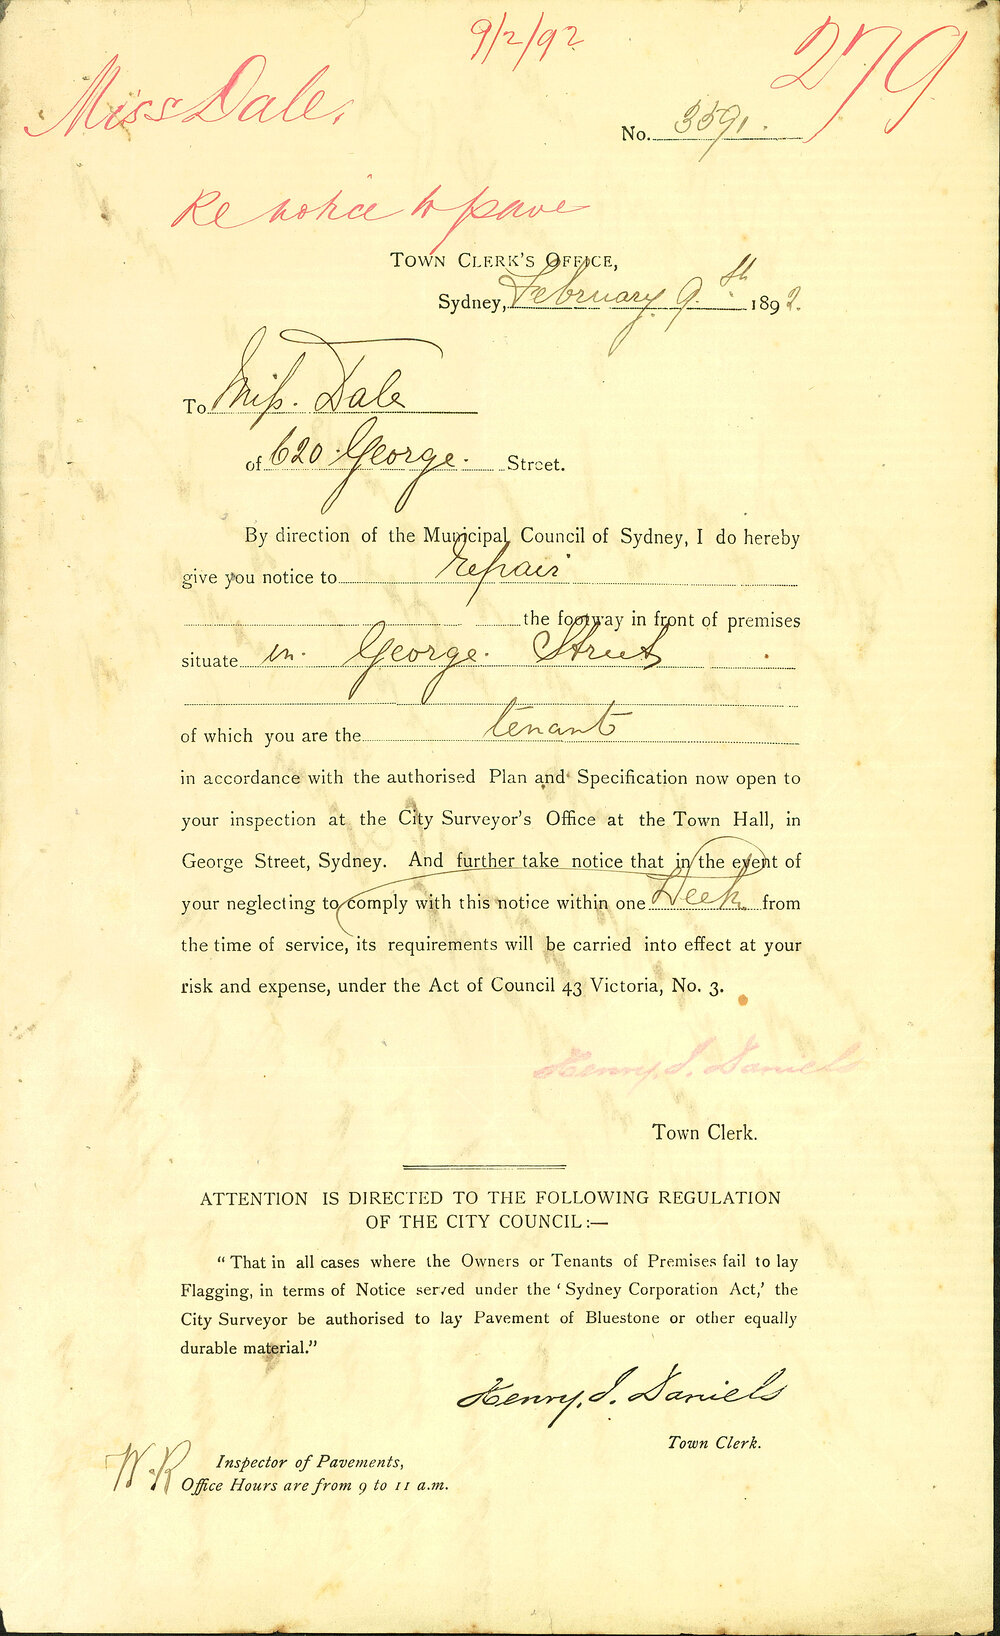 9/2/92
279
Miss Dale.
No. 3591.
Re notice to pave
TOWN CLERK'S OFFICE,
Sydney, February 9th 1892.
To Miss. Dale
of 620 George. Street.
By direction of the Municipal Council of Sydney, I do hereby
give you notice to repair
the footway in front of premises
situate in. George. Street
of which you are the tenant
in accordance with the authorised Plan and Specification now open to
your inspection at the City Surveyor's Office at the Town Hall, in
George Street, Sydney. And further take notice that in the event of
your neglecting to comply with this notice within one Week from
the time of service, its requirements will be carried into effect at your
risk and expense, under the Act of Council 43 Victoria, No. 3.
Henry. J. Daniels
Town Clerk.
ATTENTION IS DIRECTED TO THE FOLLOWING REGULATION
OF THE CITY COUNCIL:—
"That in all cases where the Owners or Tenants of Premises fail to lay
Flagging, in terms of Notice served under the 'Sydney Corporation Act,' the
City Surveyor be authorised to lay Pavement of Bluestone or other equally
durable material."
Henry. J. Daniels
Town Clerk.
W.R
Inspector of Pavements,
Office Hours are from 9 to 11 a.m.